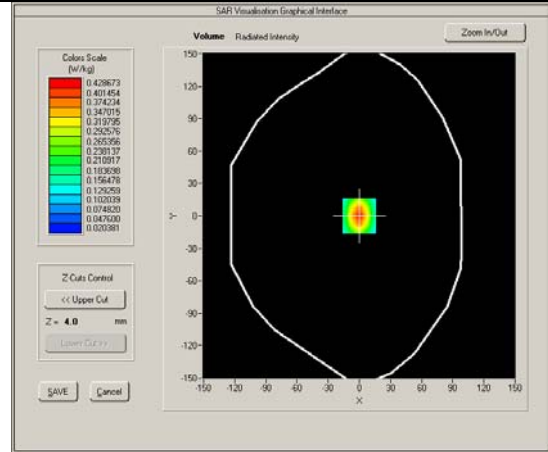 SAR Visualisation Graphical Interface
Volume Radiated Intensity
Zoom In/Out
Colors Scale
(W/kg)
0.428673
0.401454
0.374234
0.347015
0.319795
0.292576
0.265356
0.238137
0.210917
0.183698
0.156478
0.129259
0.102039
0.074820
0.047600
0.020381
Z-Cuts Control
<< Upper Cut
Z = 4.0 mm
Lower Cut >>
SAVE Cancel
150-
120-
90-
60-
30-
0-
-30-
-60-
-90-
-120-
-150-
Y
-150 -120 -90 -60 -30 0 30 60 90 120 150
X